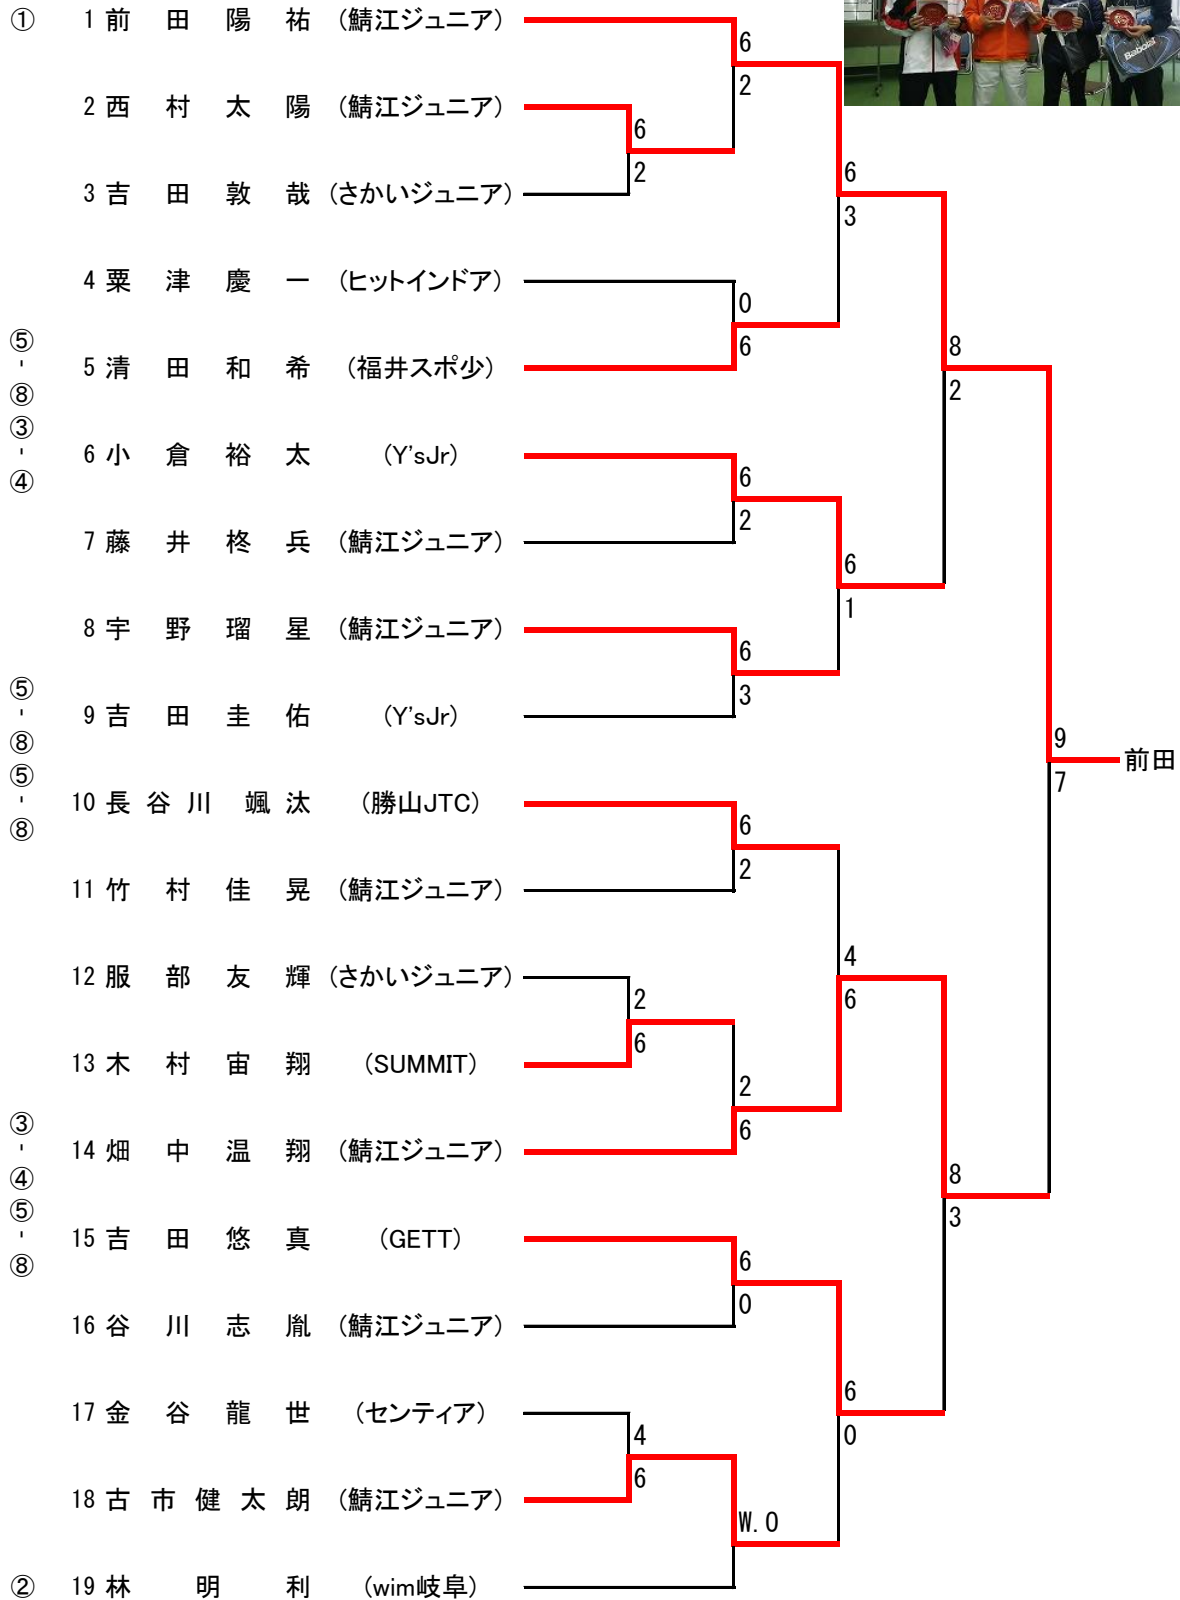 ① 1 前田陽祐 (鯖江ジュニア)
6
2
2 西村太陽 (鯖江ジュニア)
6
2
3 吉田敦哉 (さかいジュニア)
6
3
4 粟津慶一 (ヒットインドア)
0
6
⑤-⑧ 5 清田和希 (福井スポ少)
8
2
③-④ 6 小倉裕太 (Y'sJr)
6
2
7 藤井柊兵 (鯖江ジュニア)
6
1
8 宇野瑠星 (鯖江ジュニア)
6
3
⑤-⑧ 9 吉田圭佑 (Y'sJr)
9
前田
7
⑤-⑧ 10 長谷川颯汰 (勝山JTC)
6
2
11 竹村佳晃 (鯖江ジュニア)
4
6
12 服部友輝 (さかいジュニア)
2
6
13 木村宙翔 (SUMMIT)
2
6
③-④ 14 畑中温翔 (鯖江ジュニア)
8
3
⑤-⑧ 15 吉田悠真 (GETT)
6
0
16 谷川志胤 (鯖江ジュニア)
6
0
17 金谷龍世 (センティア)
4
6
18 古市健太朗 (鯖江ジュニア)
W.O
② 19 林明利 (wim岐阜)
Babolat